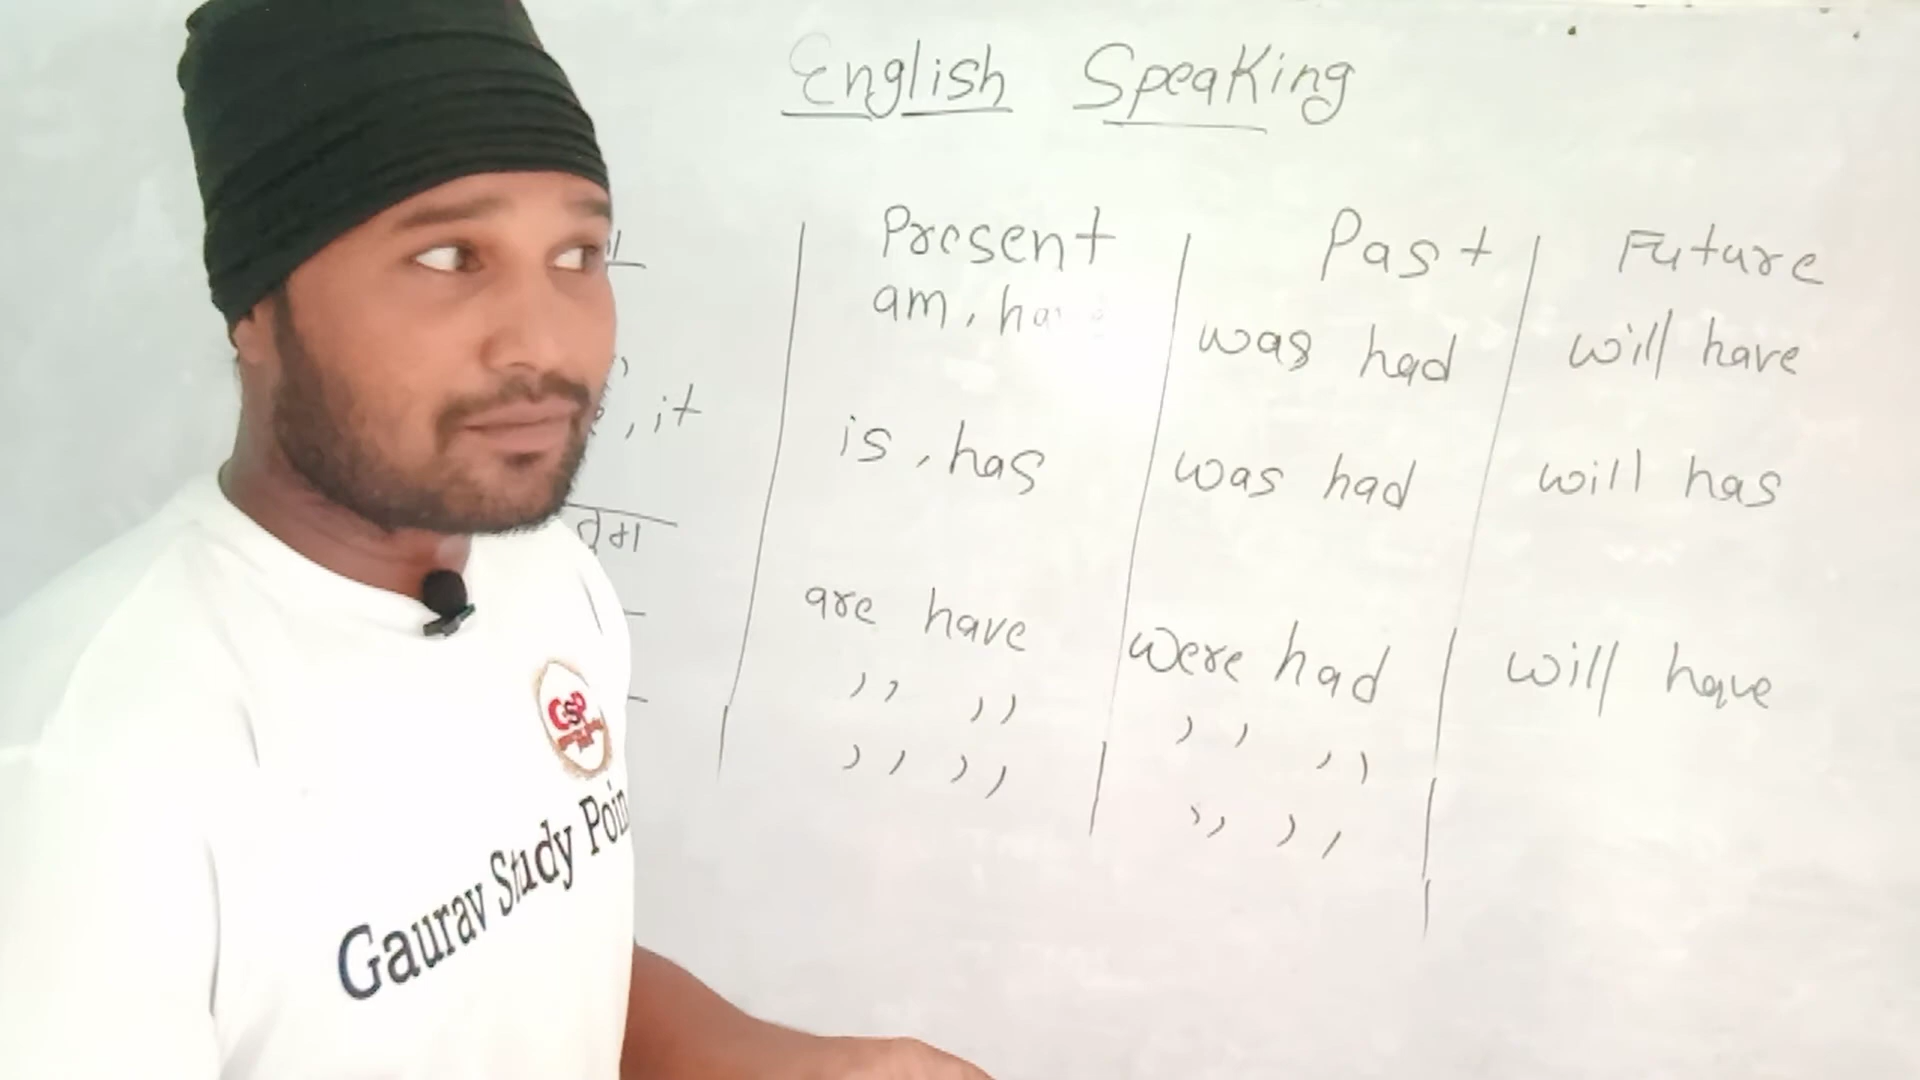 English Speaking
Present Past Future
am, ha
was had will have
, it
is, has was had will has
are have were had will have
,, ,,
,, ,,
,, ,,
,, ,,
CSP
Gaurav Study Poin